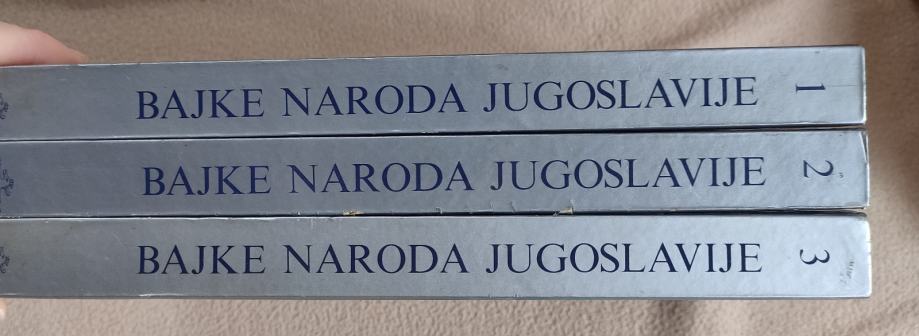 BAJKE NARODA JUGOSLAVIJE 1
BAJKE NARODA JUGOSLAVIJE 2
BAJKE NARODA JUGOSLAVIJE 3